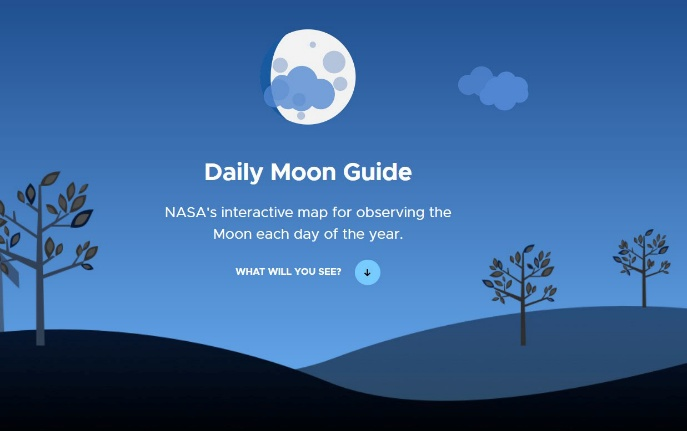 Daily Moon Guide
NASA's interactive map for observing the
Moon each day of the year.
WHAT WILL YOU SEE?